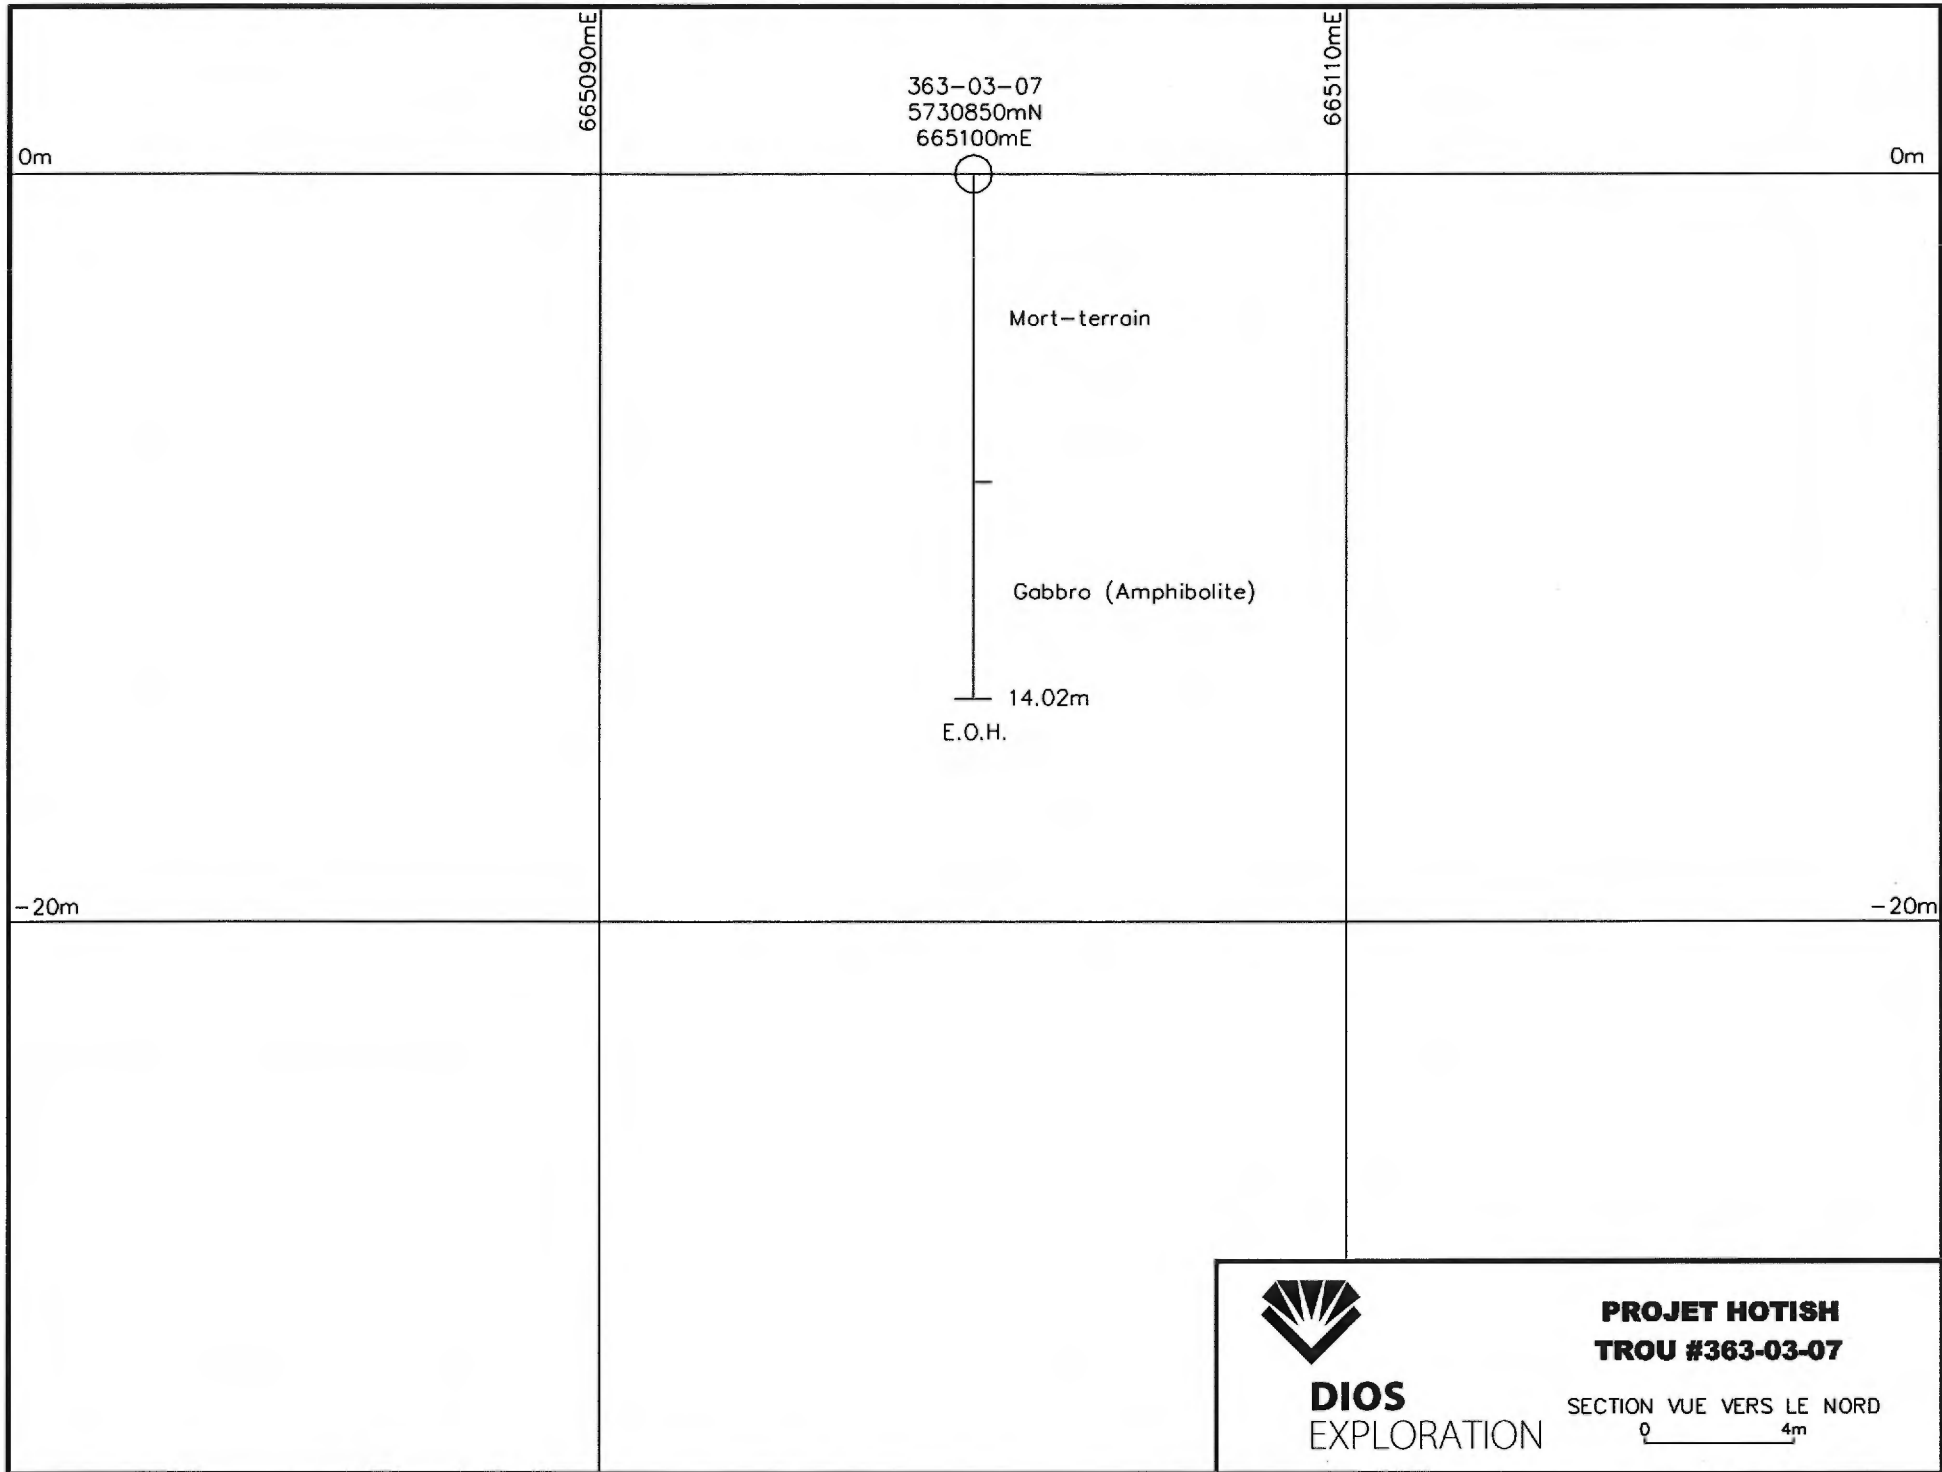 665090mE
665110mE
363-03-07
5730850mN
665100mE
0m
0m
Mort-terrain
Gabbro (Amphibolite)
14.02m
E.O.H.
-20m
-20m
PROJET HOTISH
TROU #363-03-07
DIOS
EXPLORATION
SECTION VUE VERS LE NORD
0 4m